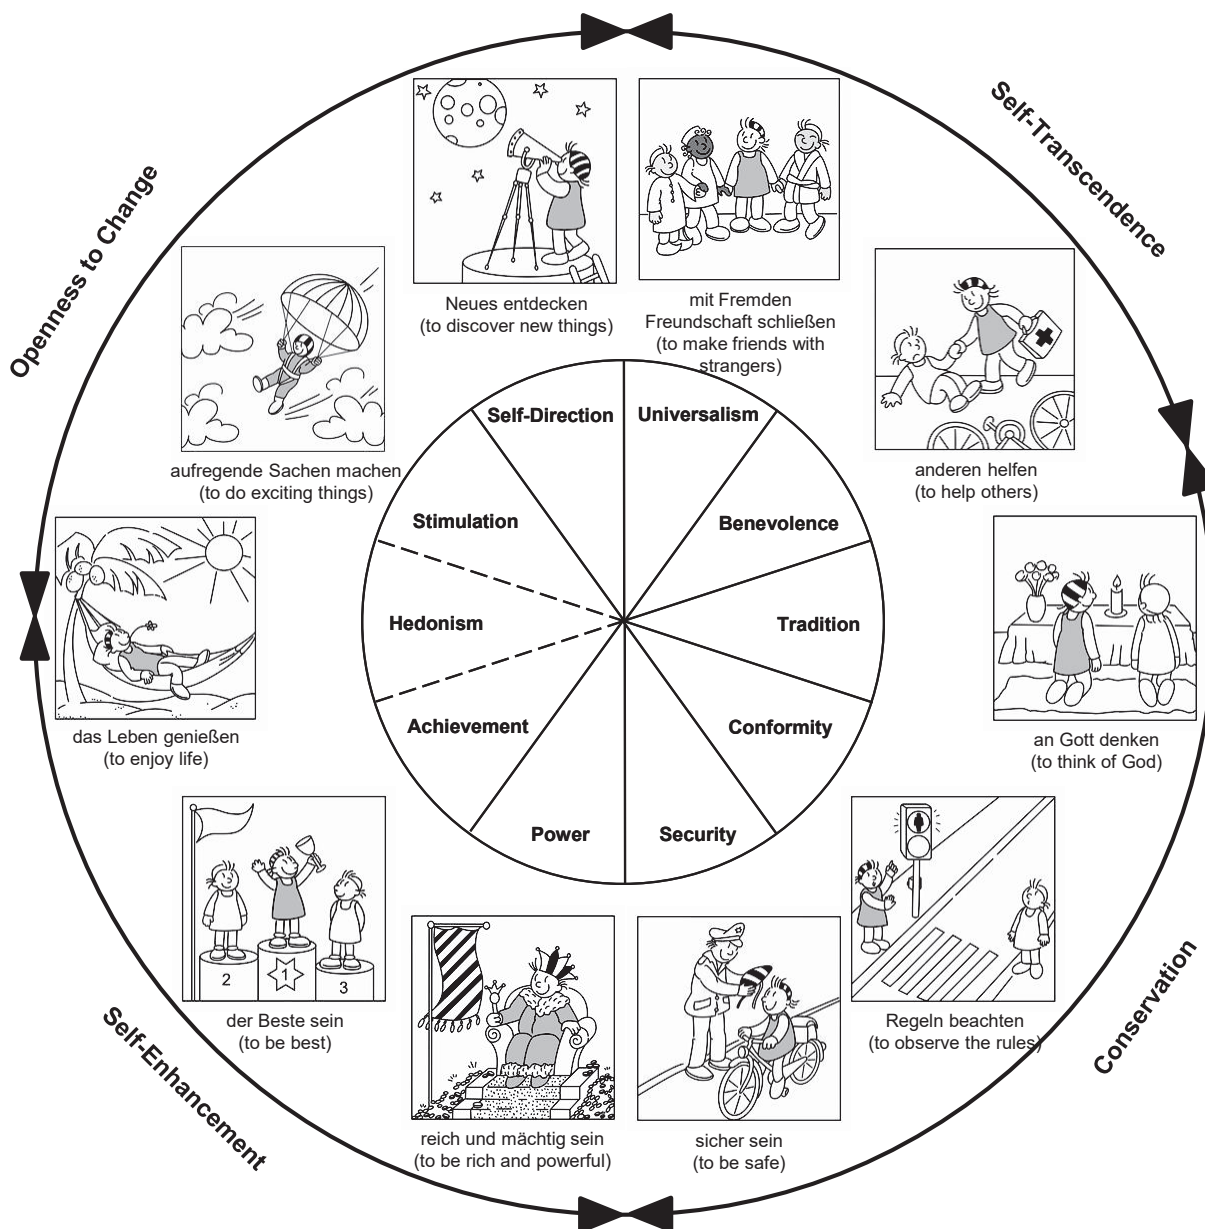 Self-Transcendence
Openness to Change
Neues entdecken
(to discover new things)
mit Fremden
Freundschaft schließen
(to make friends with
strangers)
aufregende Sachen machen
(to do exciting things)
anderen helfen
(to help others)
Self-Direction
Universalism
Stimulation
Benevolence
Hedonism
Tradition
Achievement
Conformity
Power
Security
das Leben genießen
(to enjoy life)
an Gott denken
(to think of God)
2
1
3
der Beste sein
(to be best)
Regeln beachten
(to observe the rules)
Self-Enhancement
Conservation
reich und mächtig sein
(to be rich and powerful)
sicher sein
(to be safe)